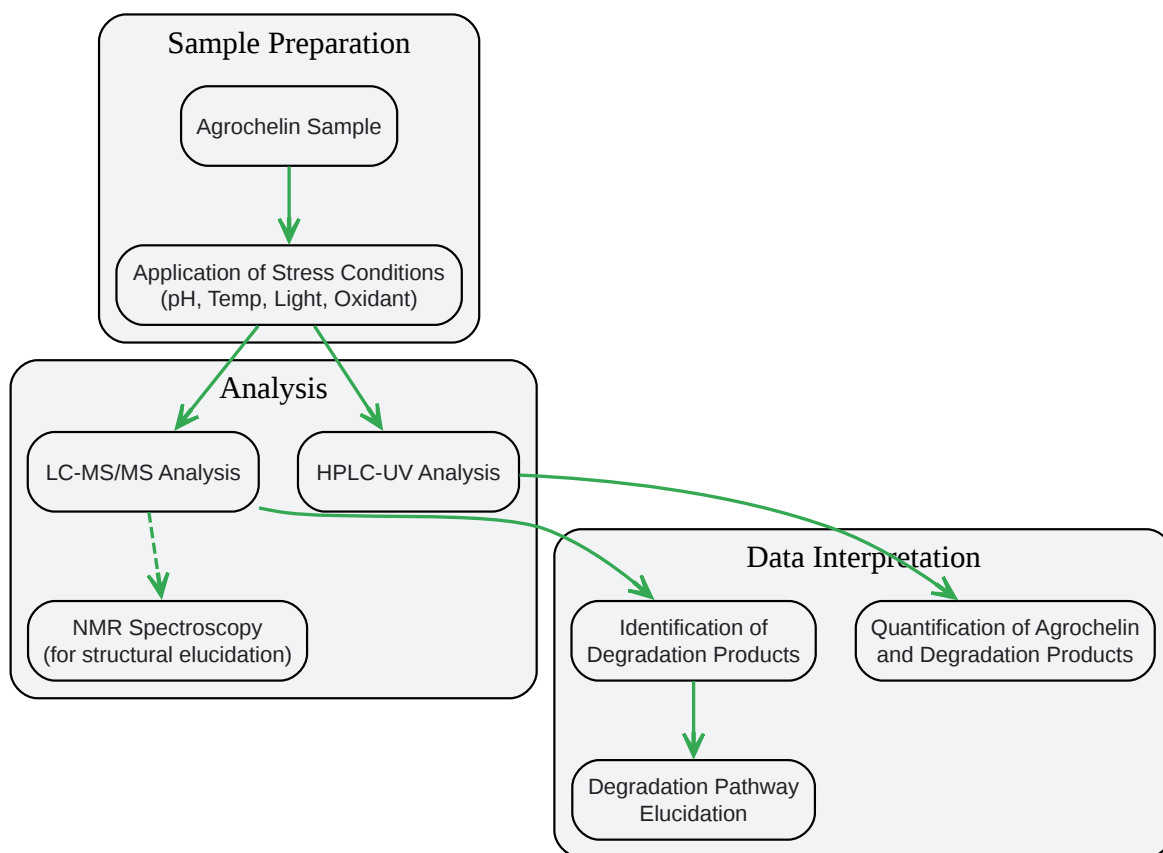 Sample Preparation
Agrochelin Sample
Application of Stress Conditions
(pH, Temp, Light, Oxidant)
Analysis
LC-MS/MS Analysis
HPLC-UV Analysis
NMR Spectroscopy
(for structural elucidation)
Data Interpretation
Identification of
Degradation Products
Quantification of Agrochelin
and Degradation Products
Degradation Pathway
Elucidation